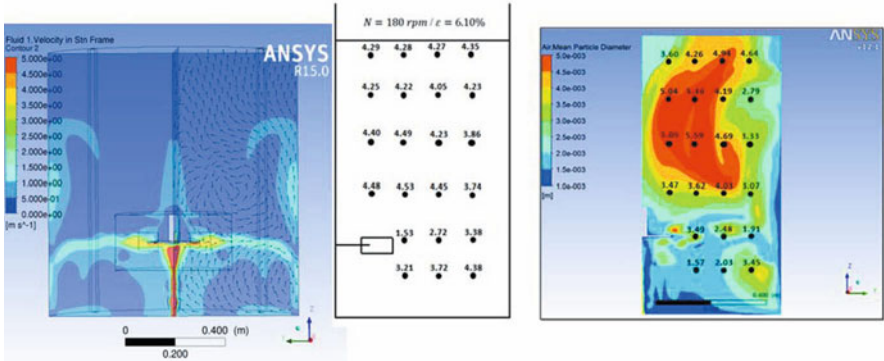 Fluid 1.Velocity in Stn Frame
Contour 2
5.000e+00
4.500e+00
4.000e+00
3.500e+00
3.000e+00
2.500e+00
2.000e+00
1.500e+00
1.000e+00
5.000e-01
0.000e+00
[m s^-1]
ANSYS
R15.0
Z
Y
0 0.400 (m)
0.200
N = 180 rpm / ε = 6.10%
4.29 4.28 4.27 4.35
4.25 4.22 4.05 4.23
4.40 4.49 4.23 3.86
4.48 4.53 4.45 3.74
1.53 2.72 3.38
3.21 3.72 4.38
Air.Mean Particle Diameter
5.0e-003
4.5e-003
4.0e-003
3.5e-003
3.0e-003
2.5e-003
2.0e-003
1.5e-003
1.0e-003
[m]
ANSYS
3.60 4.26 4.64
5.04 4.19 2.79
5.59 4.69 3.33
3.47 3.62 4.03 3.07
3.49 2.48 1.91
1.57 2.03 3.45
0.400 (m)
Z